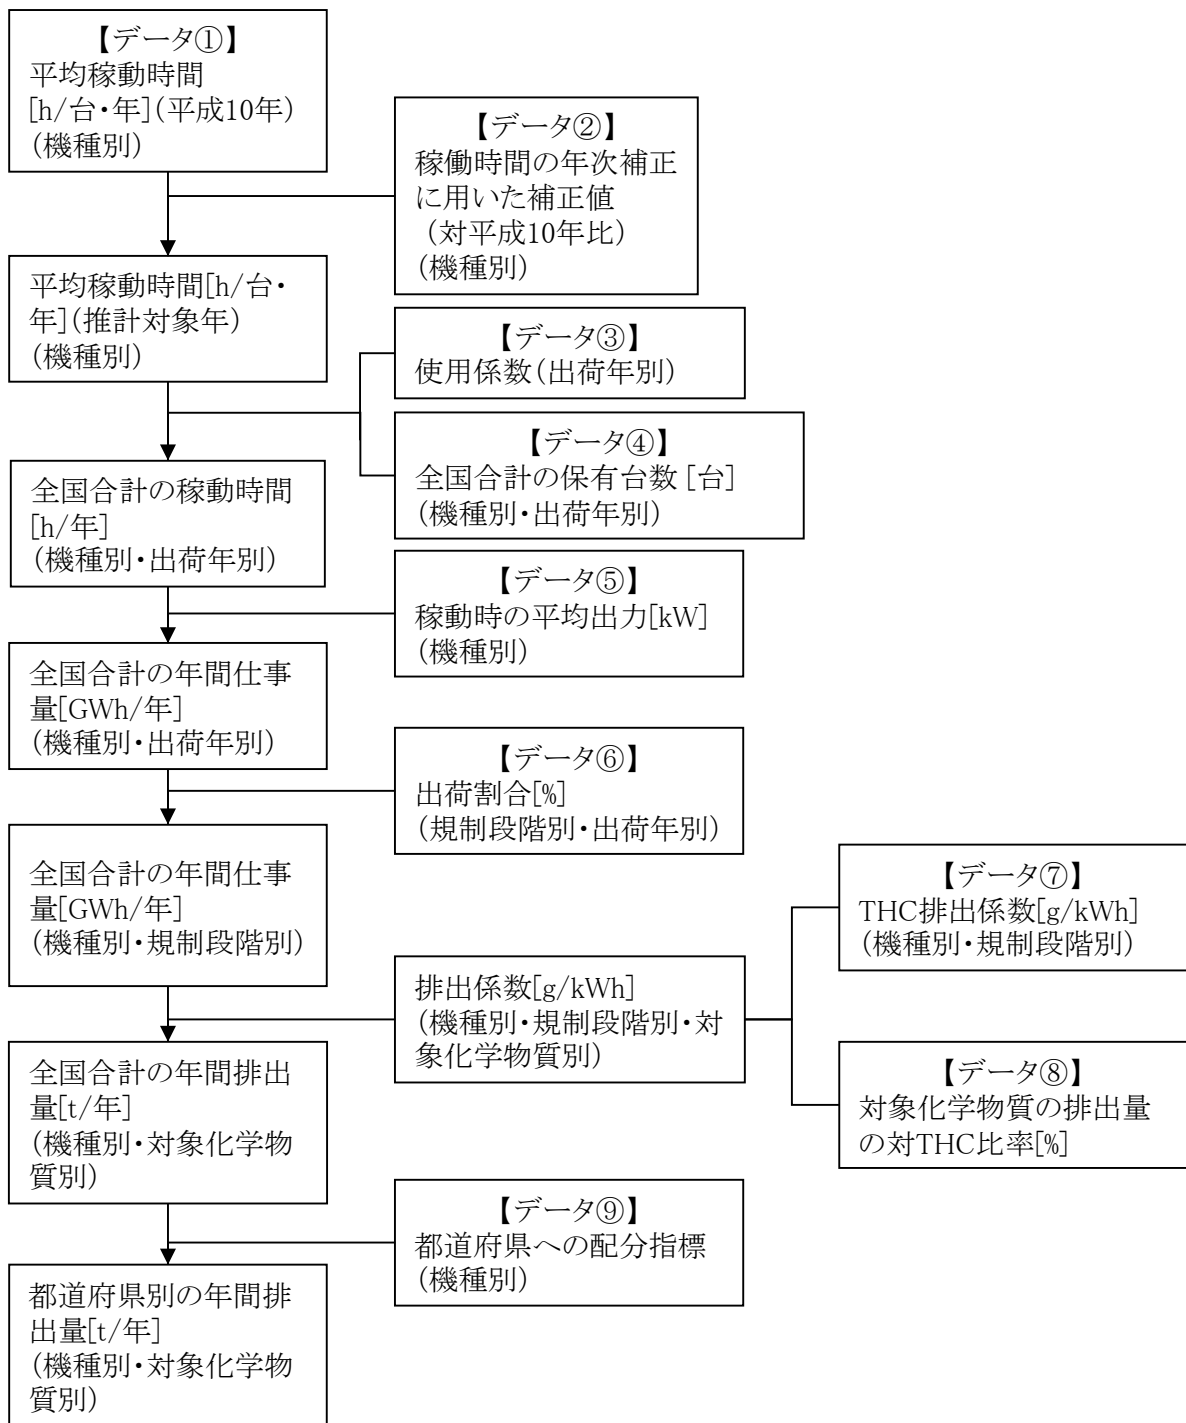 【データ①】
平均稼動時間
[h/台・年](平成10年)
(機種別)
【データ②】
稼働時間の年次補正
に用いた補正値
(対平成10年比)
(機種別)
平均稼動時間[h/台・
年](推計対象年)
(機種別)
【データ③】
使用係数(出荷年別)
【データ④】
全国合計の保有台数 [台]
(機種別・出荷年別)
全国合計の稼動時間
[h/年]
(機種別・出荷年別)
【データ⑤】
稼動時の平均出力[kW]
(機種別)
全国合計の年間仕事
量[GWh/年]
(機種別・出荷年別)
【データ⑥】
出荷割合[%]
(規制段階別・出荷年別)
全国合計の年間仕事
量[GWh/年]
(機種別・規制段階別)
【データ⑦】
THC排出係数[g/kWh]
(機種別・規制段階別)
排出係数[g/kWh]
(機種別・規制段階別・対
象化学物質別)
【データ⑧】
対象化学物質の排出量
の対THC比率[%]
全国合計の年間排出
量[t/年]
(機種別・対象化学物
質別)
【データ⑨】
都道府県への配分指標
(機種別)
都道府県別の年間排
出量[t/年]
(機種別・対象化学物
質別)